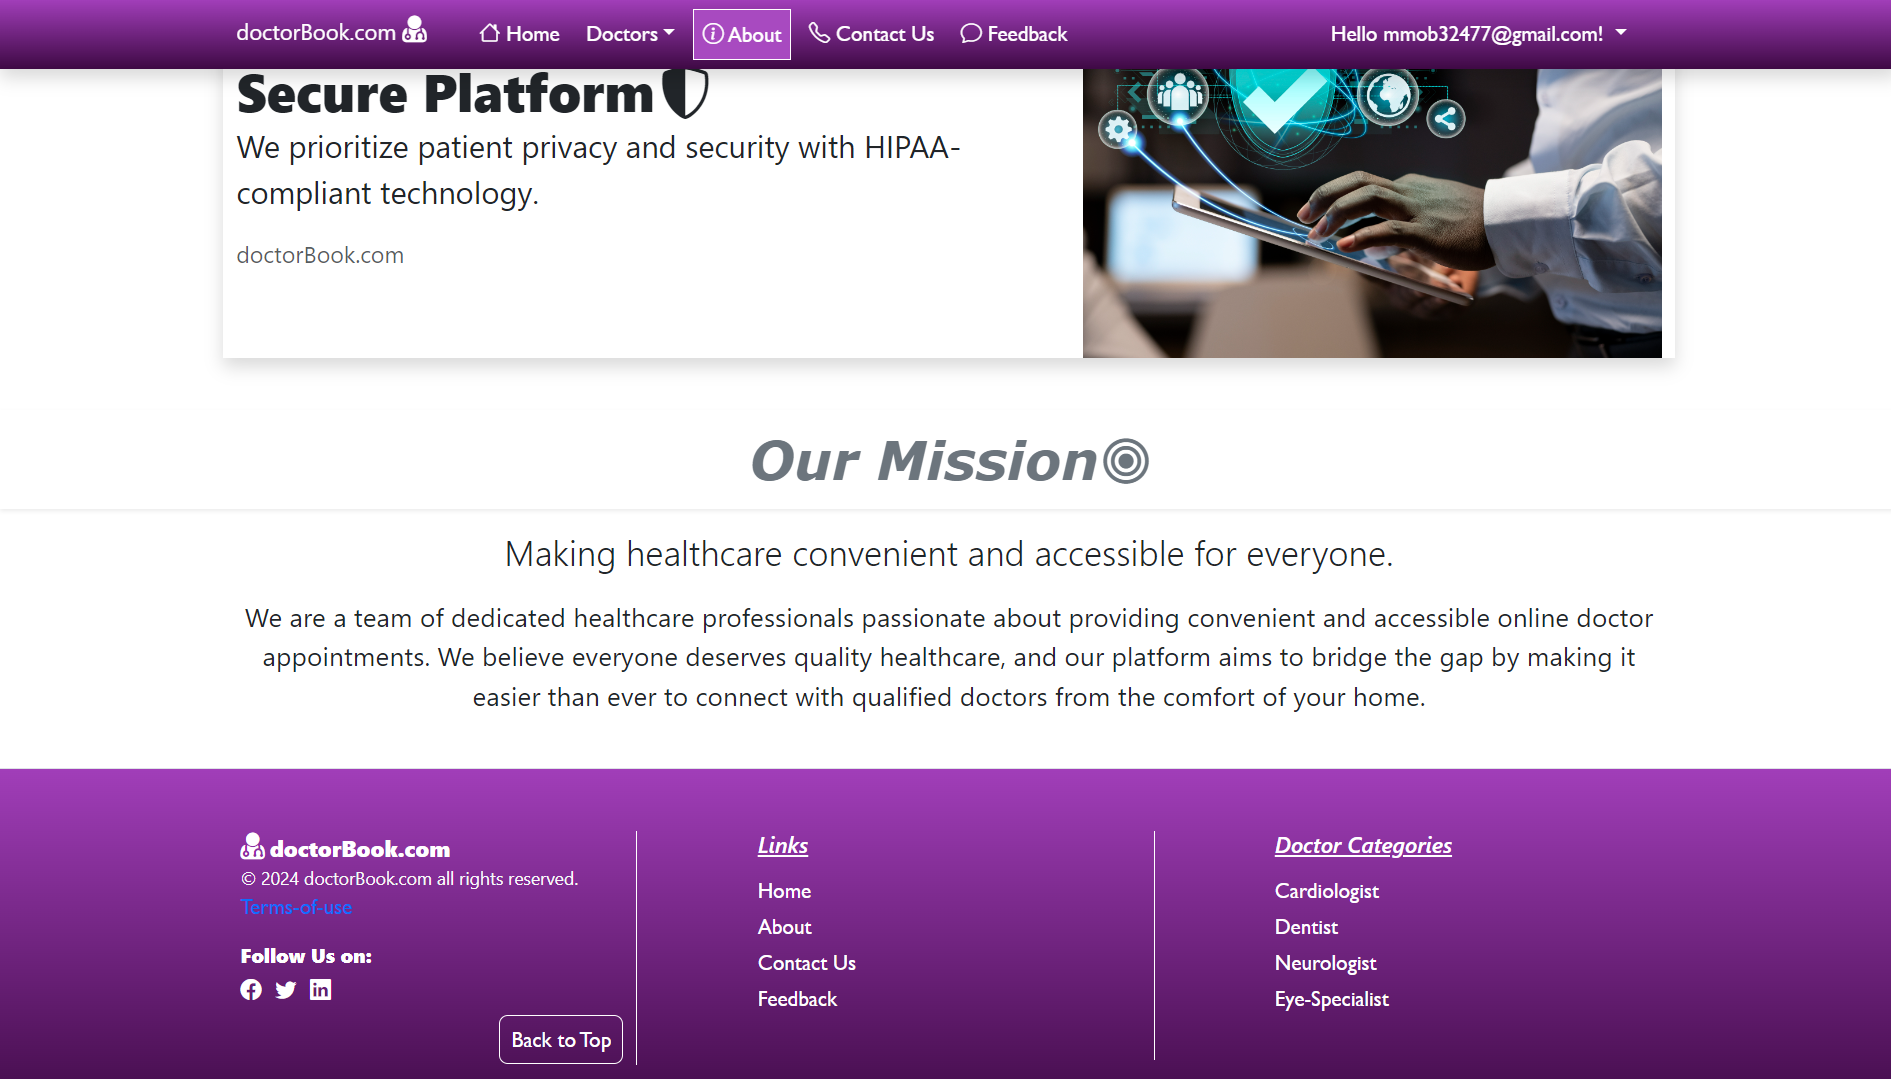 doctorBook.com
Home
Doctors
About
Contact Us
Feedback
Hello mmob32477@gmail.com!
Secure Platform
We prioritize patient privacy and security with HIPAA-
compliant technology.
doctorBook.com
Our Mission
Making healthcare convenient and accessible for everyone.
We are a team of dedicated healthcare professionals passionate about providing convenient and accessible online doctor
appointments. We believe everyone deserves quality healthcare, and our platform aims to bridge the gap by making it
easier than ever to connect with qualified doctors from the comfort of your home.
doctorBook.com
© 2024 doctorBook.com all rights reserved.
Terms-of-use
Follow Us on:
Back to Top
Links
Home
About
Contact Us
Feedback
Doctor Categories
Cardiologist
Dentist
Neurologist
Eye-Specialist